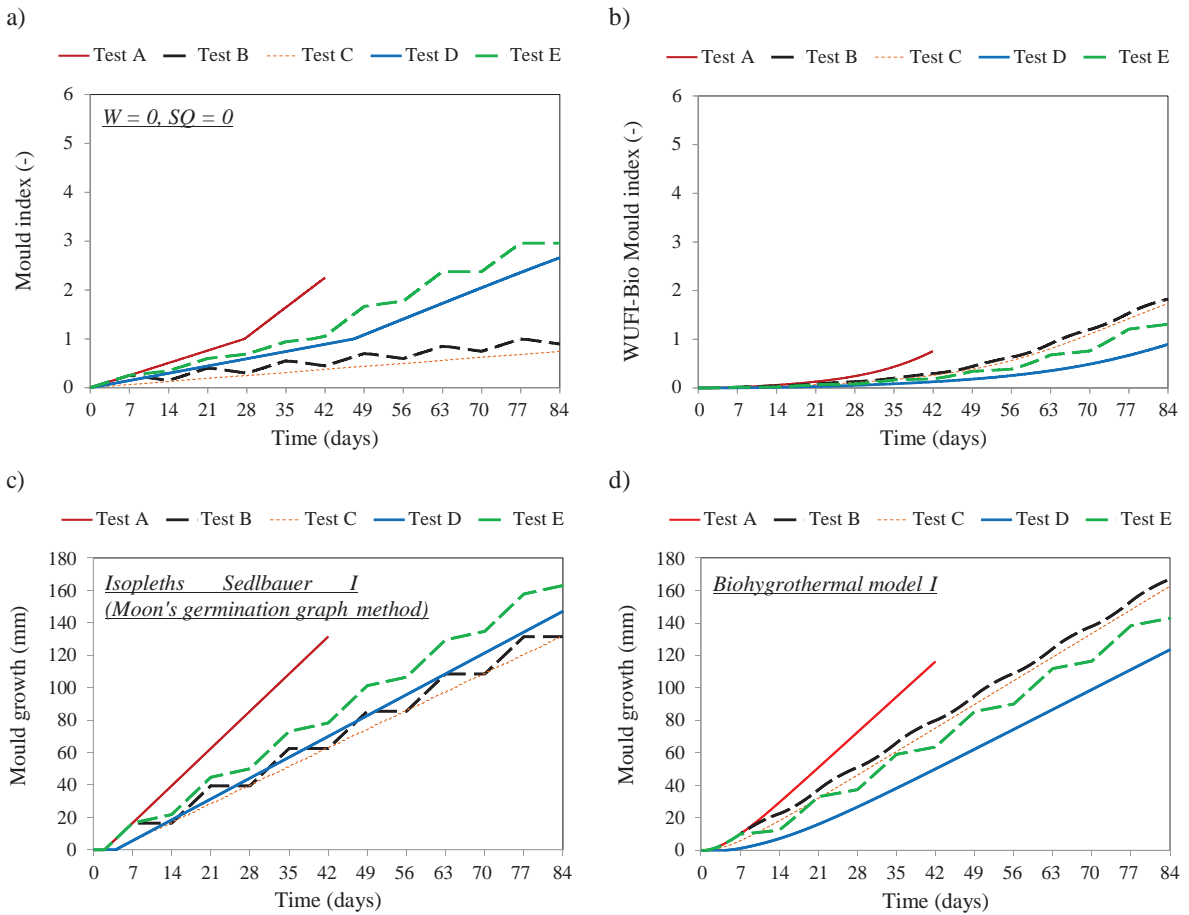 a)
Test A Test B Test C Test D Test E
W = 0, SQ = 0
Mould index (-)
6
5
4
3
2
1
0
0 7 14 21 28 35 42 49 56 63 70 77 84
Time (days)
b)
Test A Test B Test C Test D Test E
WUFI-Bio Mould index (-)
6
5
4
3
2
1
0
0 7 14 21 28 35 42 49 56 63 70 77 84
Time (days)
c)
Test A Test B Test C Test D Test E
Isopleths Sedlbauer I
(Moon's germination graph method)
Mould growth (mm)
180
160
140
120
100
80
60
40
20
0
0 7 14 21 28 35 42 49 56 63 70 77 84
Time (days)
d)
Test A Test B Test C Test D Test E
Biohygrothermal model I
Mould growth (mm)
180
160
140
120
100
80
60
40
20
0
0 7 14 21 28 35 42 49 56 63 70 77 84
Time (days)